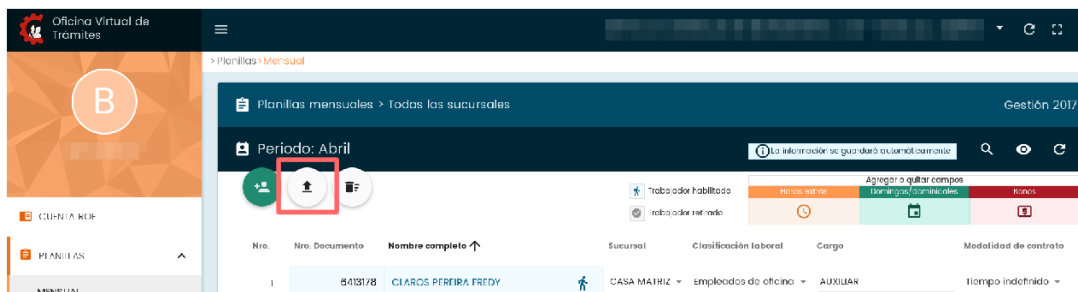 Oficina Virtual de
Trámites
> Planillas > Mensual
B
Planillas mensuales > Todas las sucursales
Gestión 2017
Periodo: Abril
La información se guardará automáticamente
Trabajador habilitado
Trabajador retirado
Agregar o quitar campos
Horas extras
Domingos/dominicales
Bonos
CUENTA ROE
PLANILLAS
MENSUAL
Nro.
Nro. Documento
Nombre completo
Sucursal
Clasificación laboral
Cargo
Modalidad de contrato
1
6413178
CLAROS PEREIRA FREDY
CASA MATRIZ
Empleados de oficina
AUXILIAR
Tiempo indefinido